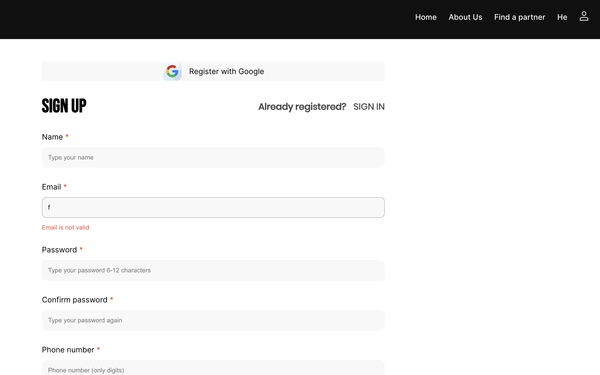 Home About Us Find a partner He
Register with Google
SIGN UP Already registered? SIGN IN
Name *
Type your name
Email *
f
Email is not valid
Password *
Type your password 6-12 characters
Confirm password *
Type your password again
Phone number *
Phone number (only digits)